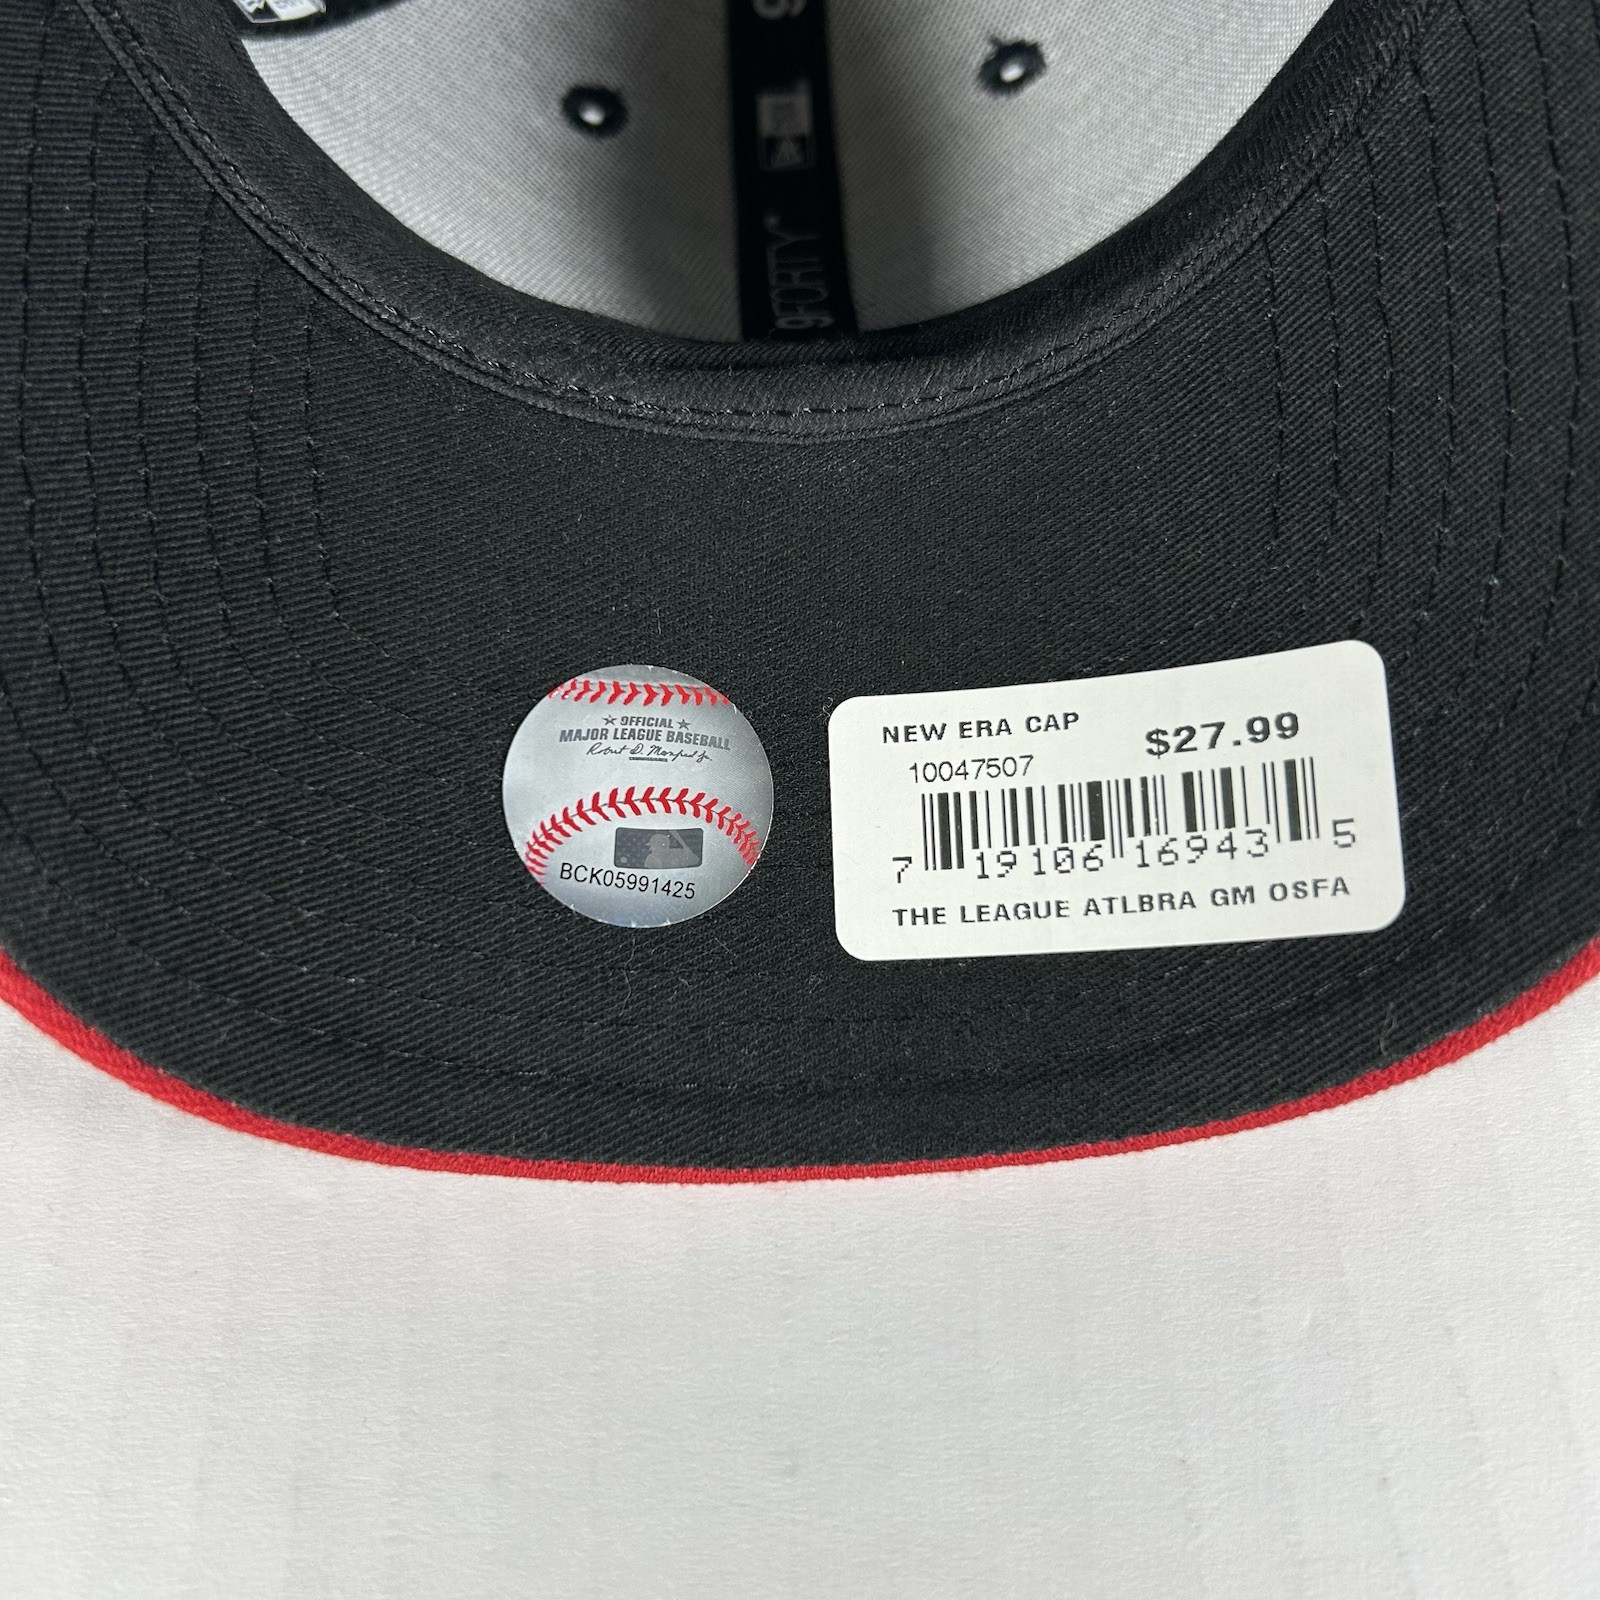 9FORTY
OFFICIAL
MAJOR LEAGUE BASEBALL
BCK05991425
NEW ERA CAP $27.99
10047507
7 19106 16943 5
THE LEAGUE ATLBRA GM OSFA